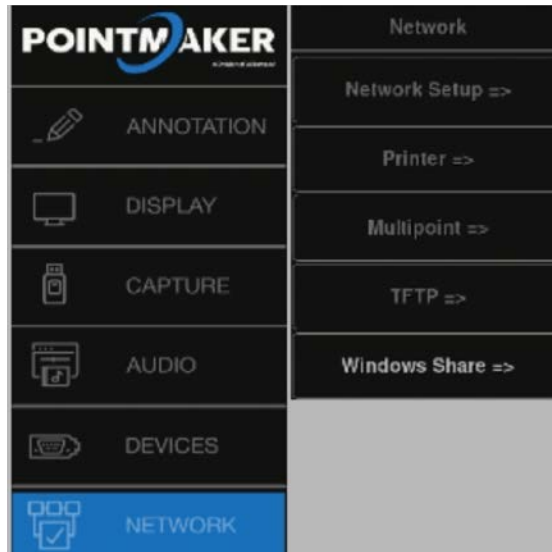 POINTMAKER
ANNOTATION
DISPLAY
CAPTURE
AUDIO
DEVICES
NETWORK
Network
Network Setup =>
Printer =>
Multipoint =>
TFTP =>
Windows Share =>